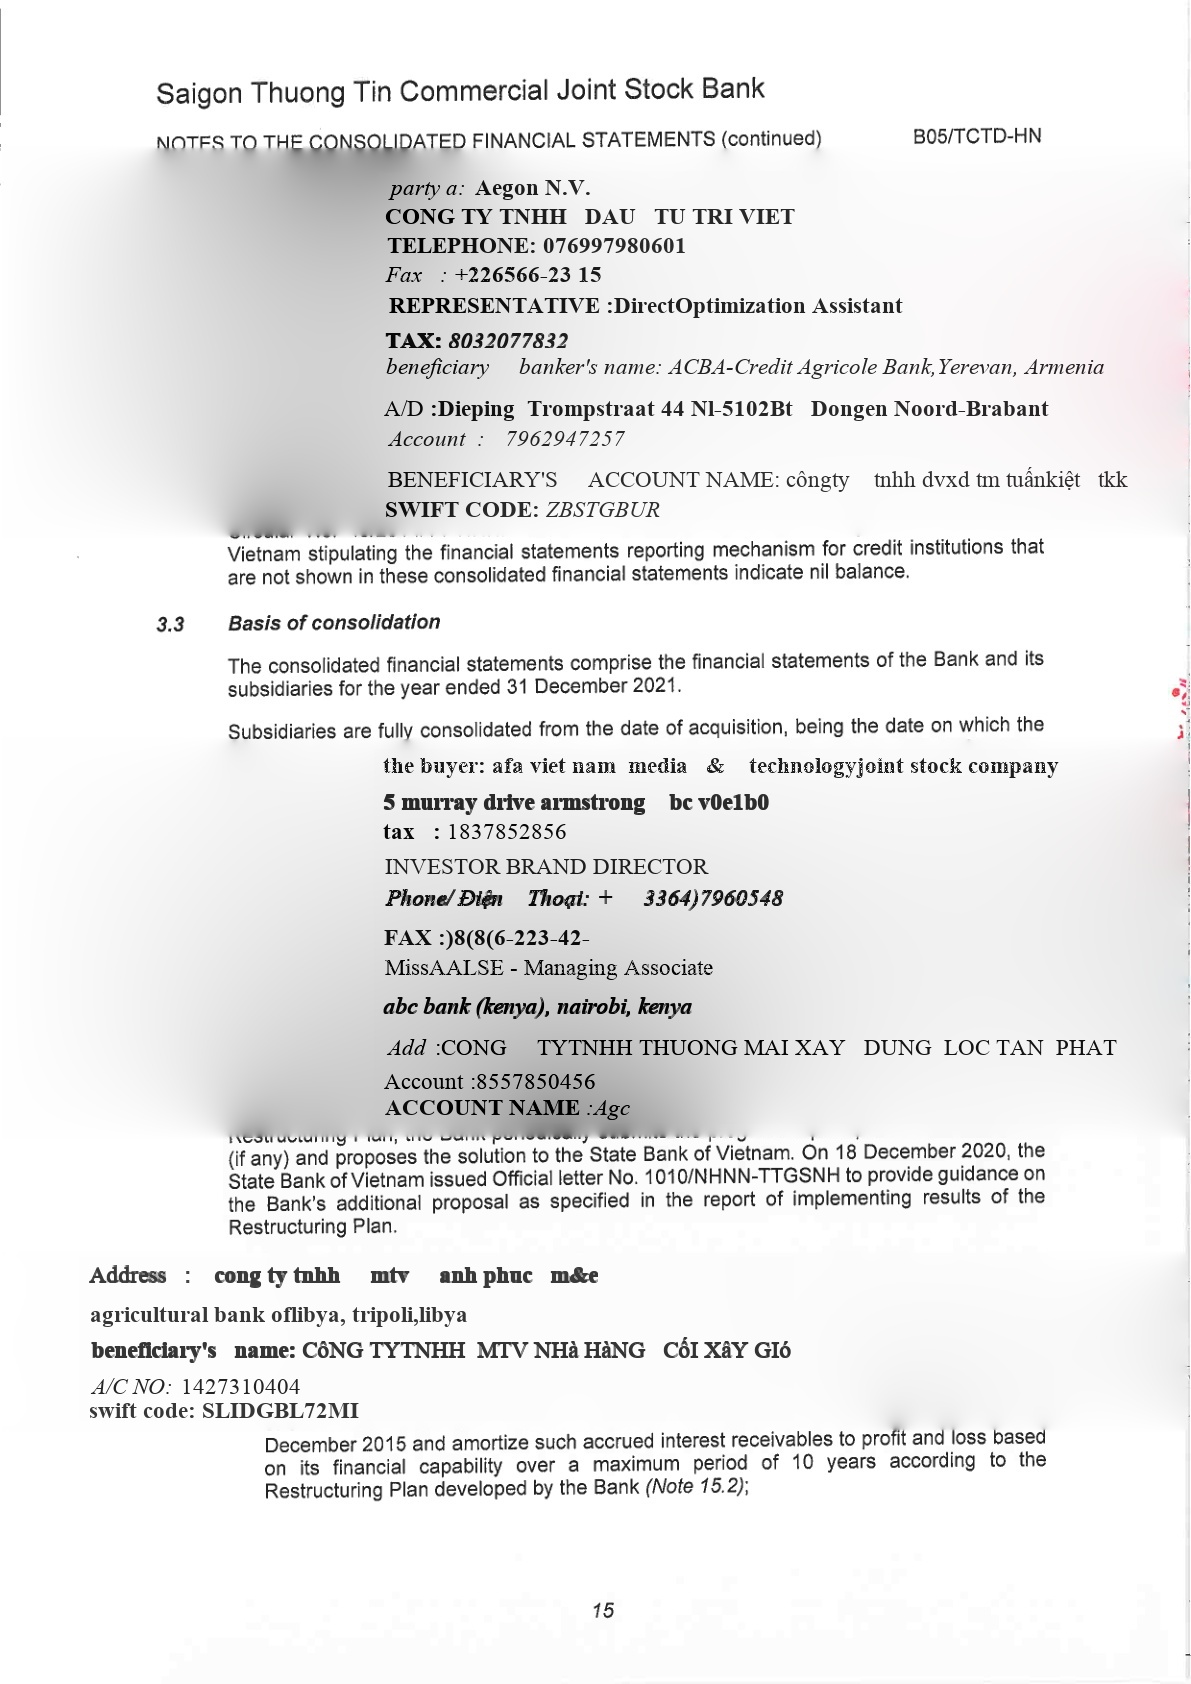 Saigon Thuong Tin Commercial Joint Stock Bank
NOTES TO THE CONSOLIDATED FINANCIAL STATEMENTS (continued) B05/TCTD-HN
party a: Aegon N.V.
CONG TY TNHH DAU TU TRI VIET
TELEPHONE: 076997980601
Fax : +226566-23 15
REPRESENTATIVE :DirectOptimization Assistant
TAX: 8032077832
beneficiary banker's name: ACBA-Credit Agricole Bank,Yerevan, Armenia
A/D :Dieping Trompstraat 44 Nl-5102Bt Dongen Noord-Brabant
Account : 7962947257
BENEFICIARY'S ACCOUNT NAME: côngty tnhh dvxd tm tuấnkiệt tkk
SWIFT CODE: ZBSTGBUR
Vietnam stipulating the financial statements reporting mechanism for credit institutions that
are not shown in these consolidated financial statements indicate nil balance.
3.3 Basis of consolidation
The consolidated financial statements comprise the financial statements of the Bank and its
subsidiaries for the year ended 31 December 2021.
Subsidiaries are fully consolidated from the date of acquisition, being the date on which the
the buyer: afa viet nam media & technologyjoint stock company
5 murray drive armstrong bc v0e1b0
tax : 1837852856
INVESTOR BRAND DIRECTOR
Phone/ Điện Thoại: + 3364)7960548
FAX :)8(8(6-223-42-
MissAALSE - Managing Associate
abc bank (kenya), nairobi, kenya
Add :CONG TYTNHH THUONG MAI XAY DUNG LOC TAN PHAT
Account :8557850456
ACCOUNT NAME :Agc
Restructuring Plan, the Bank periodically
(if any) and proposes the solution to the State Bank of Vietnam. On 18 December 2020, the
State Bank of Vietnam issued Official letter No. 1010/NHNN-TTGSNH to provide guidance on
the Bank's additional proposal as specified in the report of implementing results of the
Restructuring Plan.
Address : cong ty tnhh mtv anh phuc m&e
agricultural bank oflibya, tripoli,libya
beneficiary's name: CôNG TYTNHH MTV NHà HàNG CỐI XâY GIó
A/C NO: 1427310404
swift code: SLIDGBL72MI
December 2015 and amortize such accrued interest receivables to profit and loss based
on its financial capability over a maximum period of 10 years according to the
Restructuring Plan developed by the Bank (Note 15.2);
15